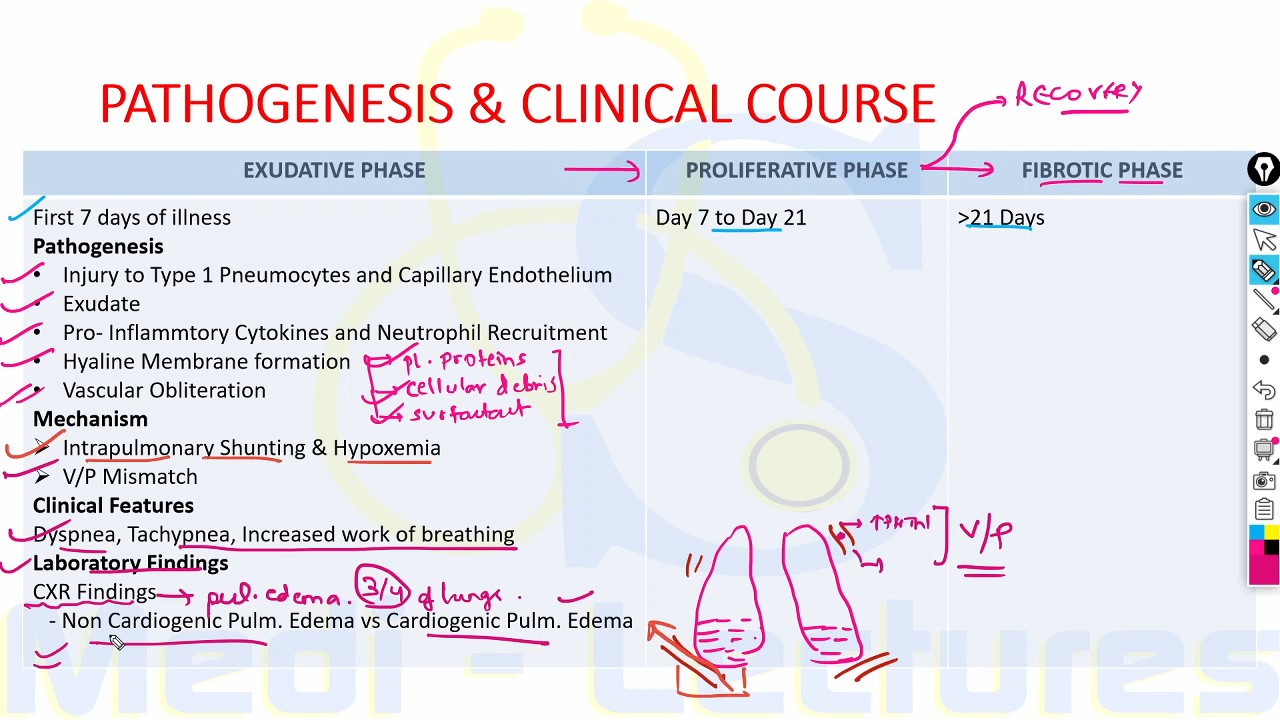 PATHOGENESIS & CLINICAL COURSE
RECOVERY
EXUDATIVE PHASE
PROLIFERATIVE PHASE
FIBROTIC PHASE
First 7 days of illness
Day 7 to Day 21
>21 Days
Pathogenesis
• Injury to Type 1 Pneumocytes and Capillary Endothelium
• Exudate
• Pro- Inflammtory Cytokines and Neutrophil Recruitment
• Hyaline Membrane formation
pl. proteins
• Vascular Obliteration
cellular debris
surfactant
Mechanism
➢ Intrapulmonary Shunting & Hypoxemia
➢ V/P Mismatch
Clinical Features
Dyspnea, Tachypnea, Increased work of breathing
V/P
Laboratory Findings
CXR Findings
pul. edema. 3/4 of lungs.
- Non Cardiogenic Pulm. Edema vs Cardiogenic Pulm. Edema
Medi - Lectures